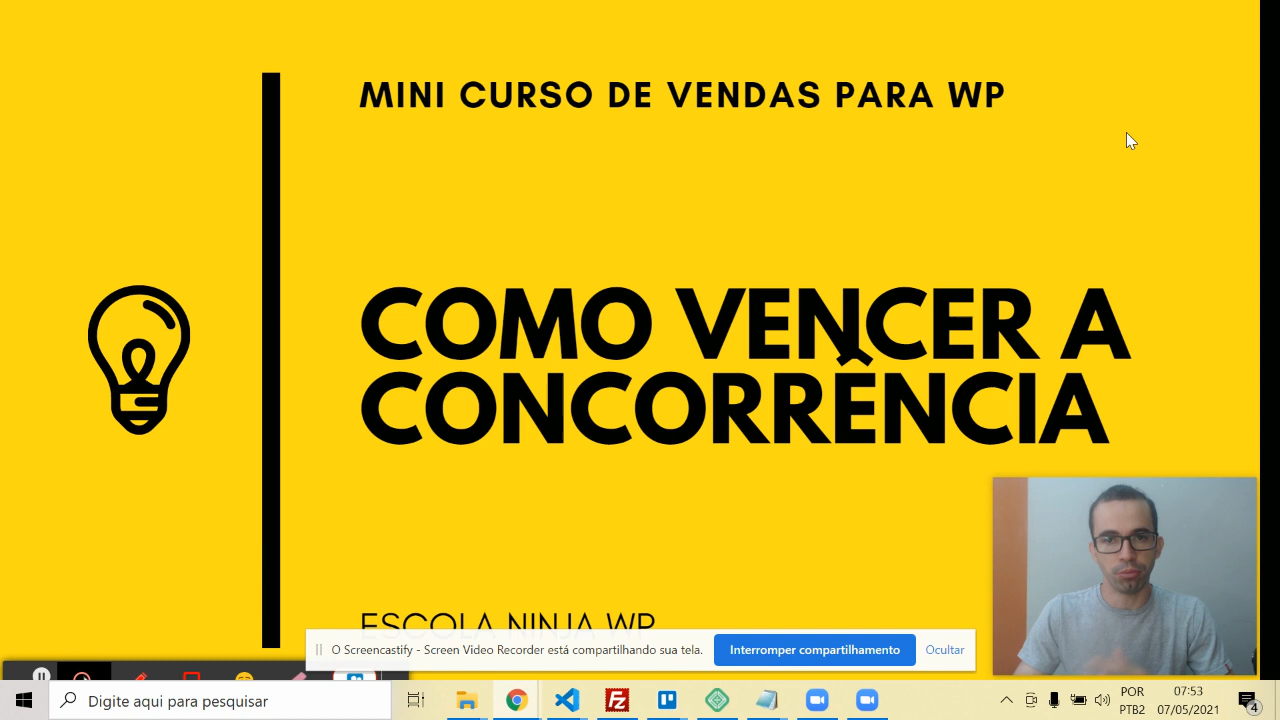 MINI CURSO DE VENDAS PARA WP
COMO VENCER A
CONCORRÊNCIA
ESCOLA NINJA WP
O Screencastify - Screen Video Recorder está compartilhando sua tela.
Interromper compartilhamento
Ocultar
Digite aqui para pesquisar
POR
PTB2
07:53
07/05/2021
4